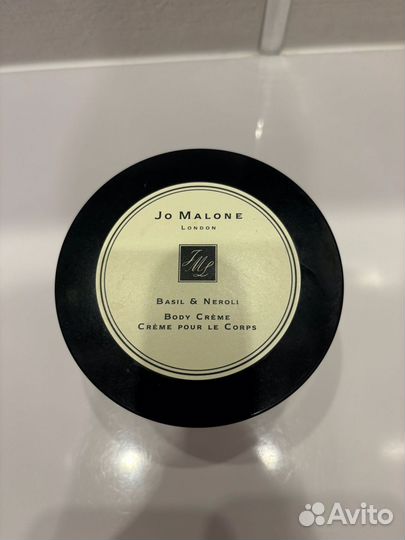 JO MALONE
LONDON
JML
BASIL & NEROLI
BODY CRÈME
CRÈME POUR LE CORPS
Avito